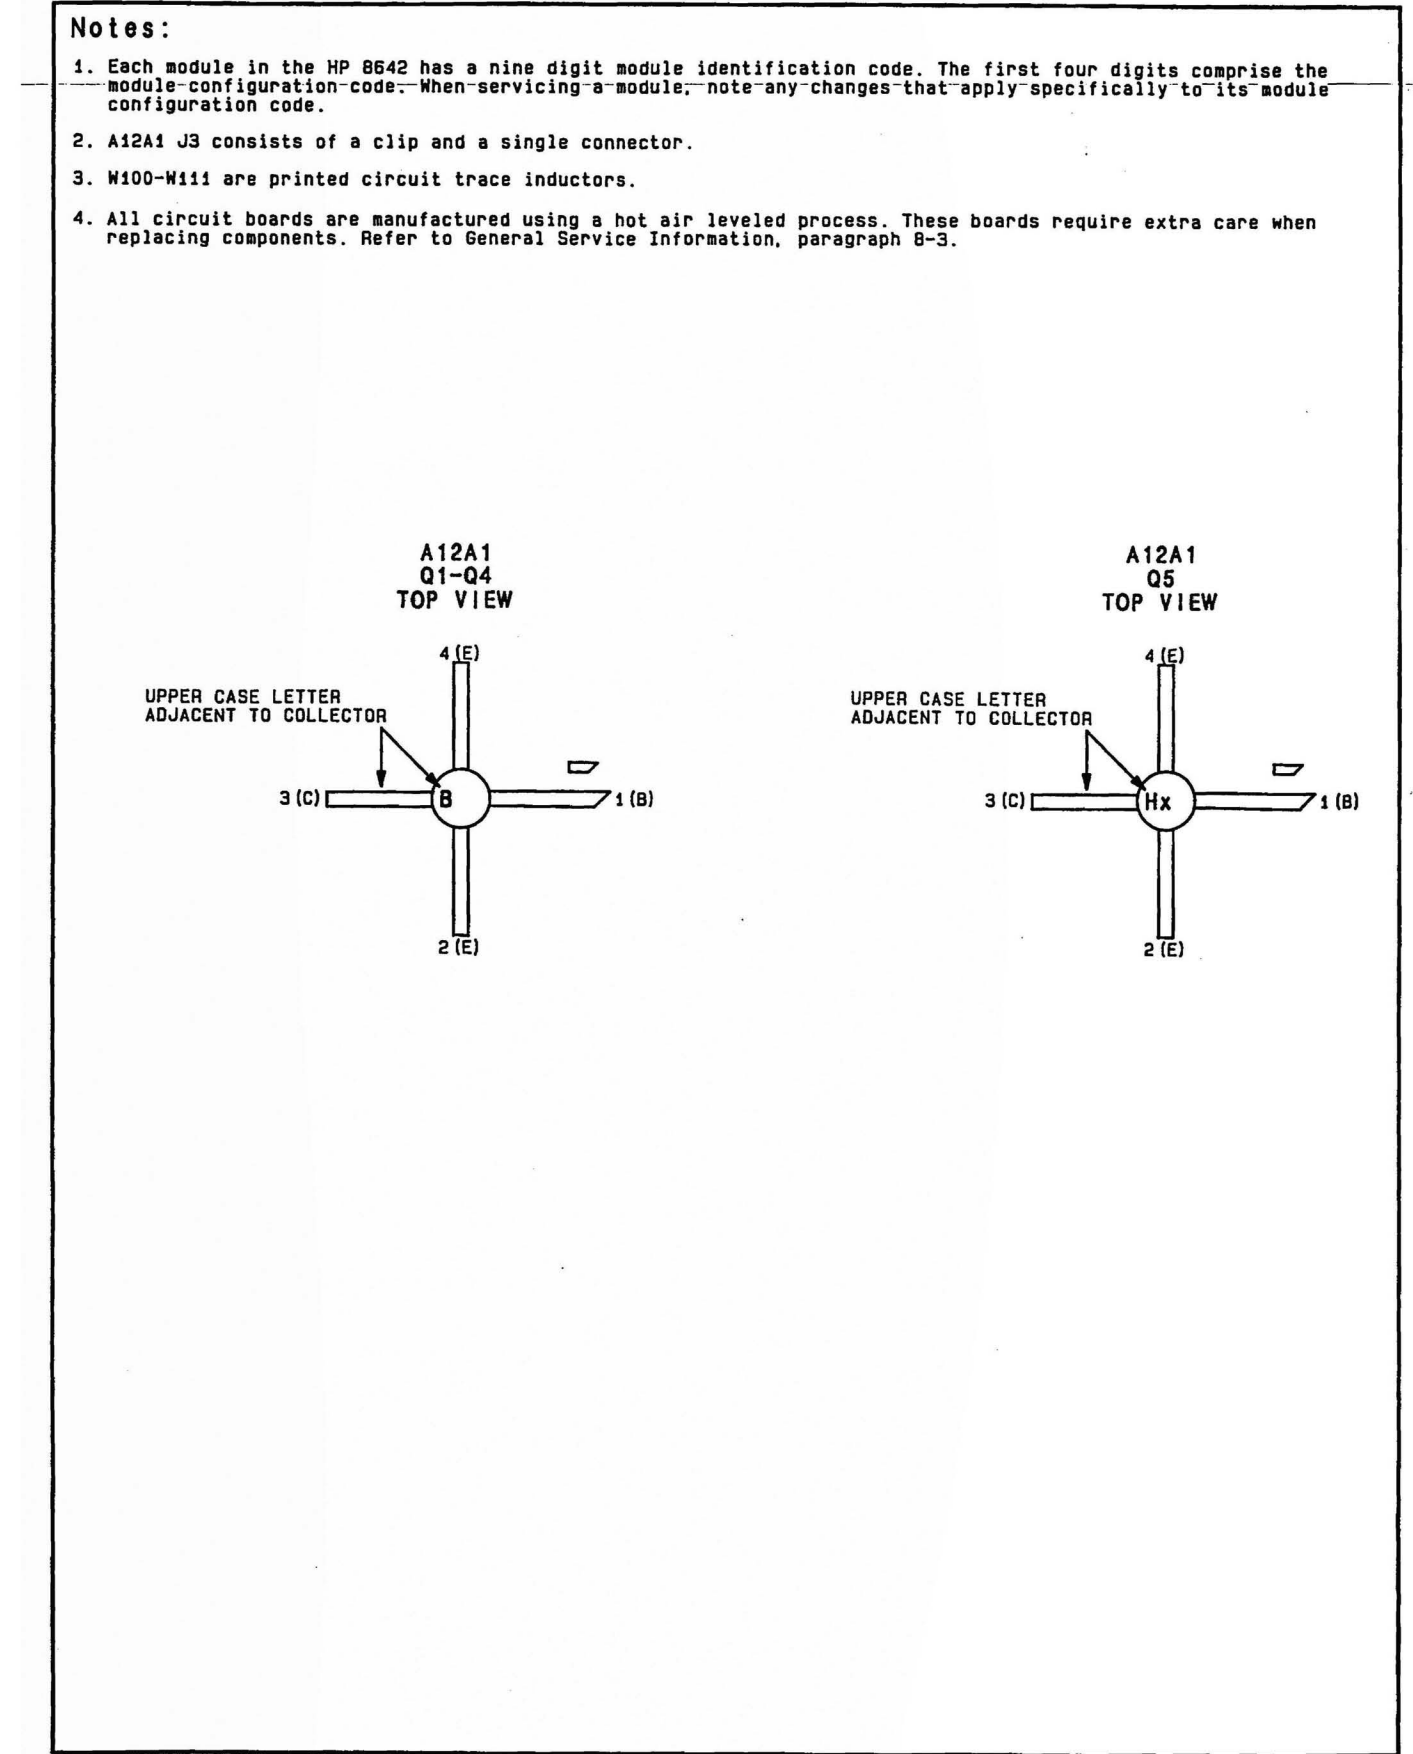 Notes:
1. Each module in the HP 8642 has a nine digit module identification code. The first four digits comprise the
module configuration code. When servicing a module, note any changes that apply specifically to its module
configuration code.
2. A12A1 J3 consists of a clip and a single connector.
3. W100-W111 are printed circuit trace inductors.
4. All circuit boards are manufactured using a hot air leveled process. These boards require extra care when
replacing components. Refer to General Service Information, paragraph 8-3.
A12A1
Q1-Q4
TOP VIEW
4 (E)
UPPER CASE LETTER
ADJACENT TO COLLECTOR
3 (C)
B
1 (B)
2 (E)
A12A1
Q5
TOP VIEW
4 (E)
UPPER CASE LETTER
ADJACENT TO COLLECTOR
3 (C)
Hx
1 (B)
2 (E)